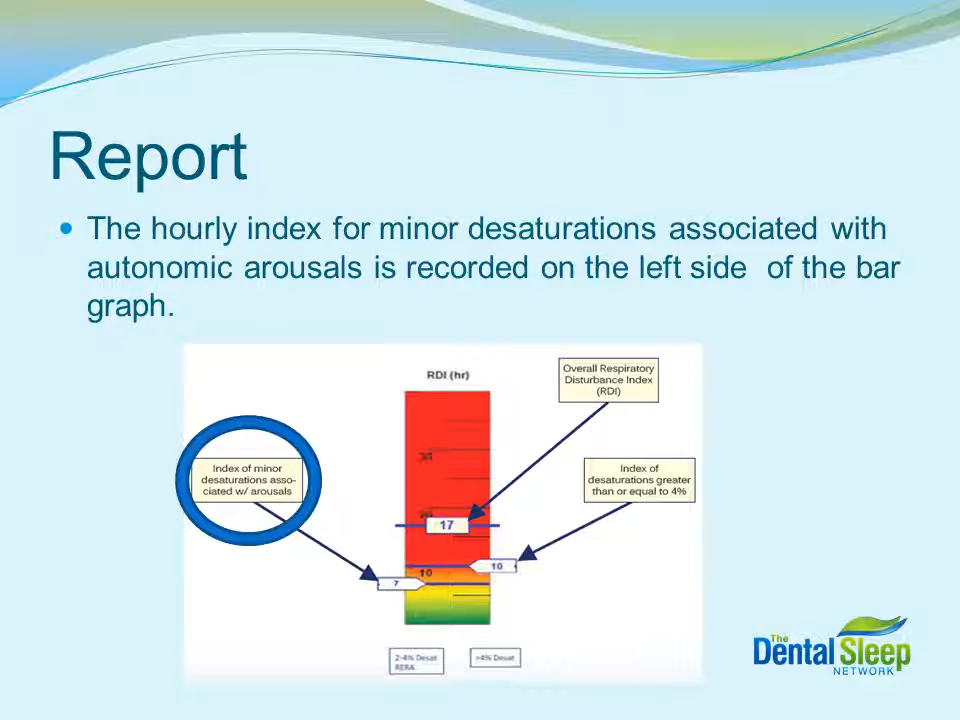 Report
The hourly index for minor desaturations associated with
autonomic arousals is recorded on the left side of the bar
graph.
RDI (hr)
Overall Respiratory
Disturbance Index
(RDI)
30
Index of minor
desaturations asso-
ciated w/ arousals
Index of
desaturations greater
than or equal to 4%
20
17
10
10
7
2-4% Desat
RERA
>4% Desat
The
Dental Sleep
NETWORK